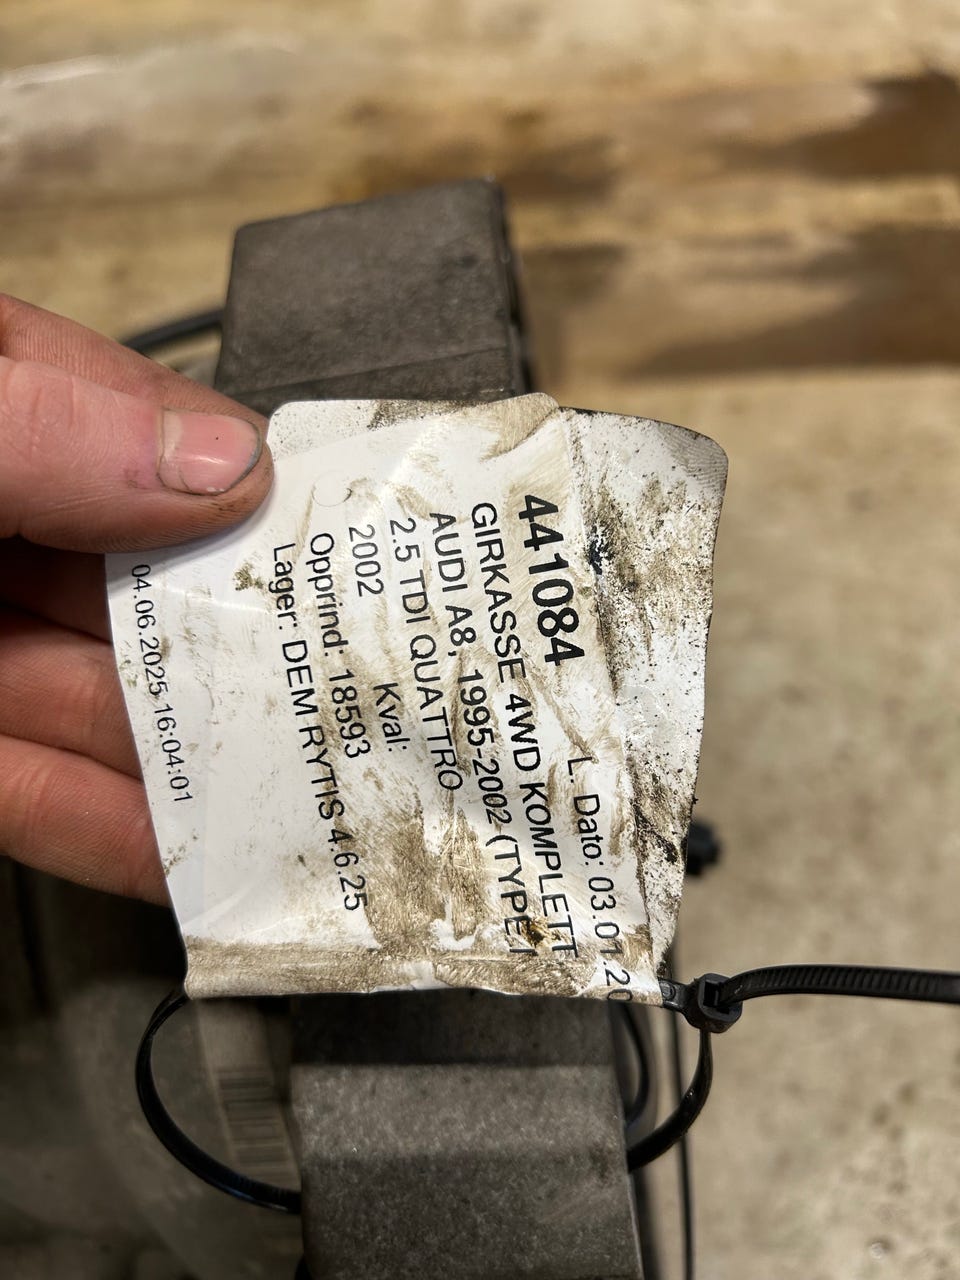 441084 L. Dato: 03.01.20
GIRKASSE 4WD KOMPLETT
AUDI A8, 1995-2002 (TYPE
2.5 TDI QUATTRO
2002 Kval:
Opprind: 18593
Lager: DEM RYTIS 4.6.25
04.06.2025 16:04:01